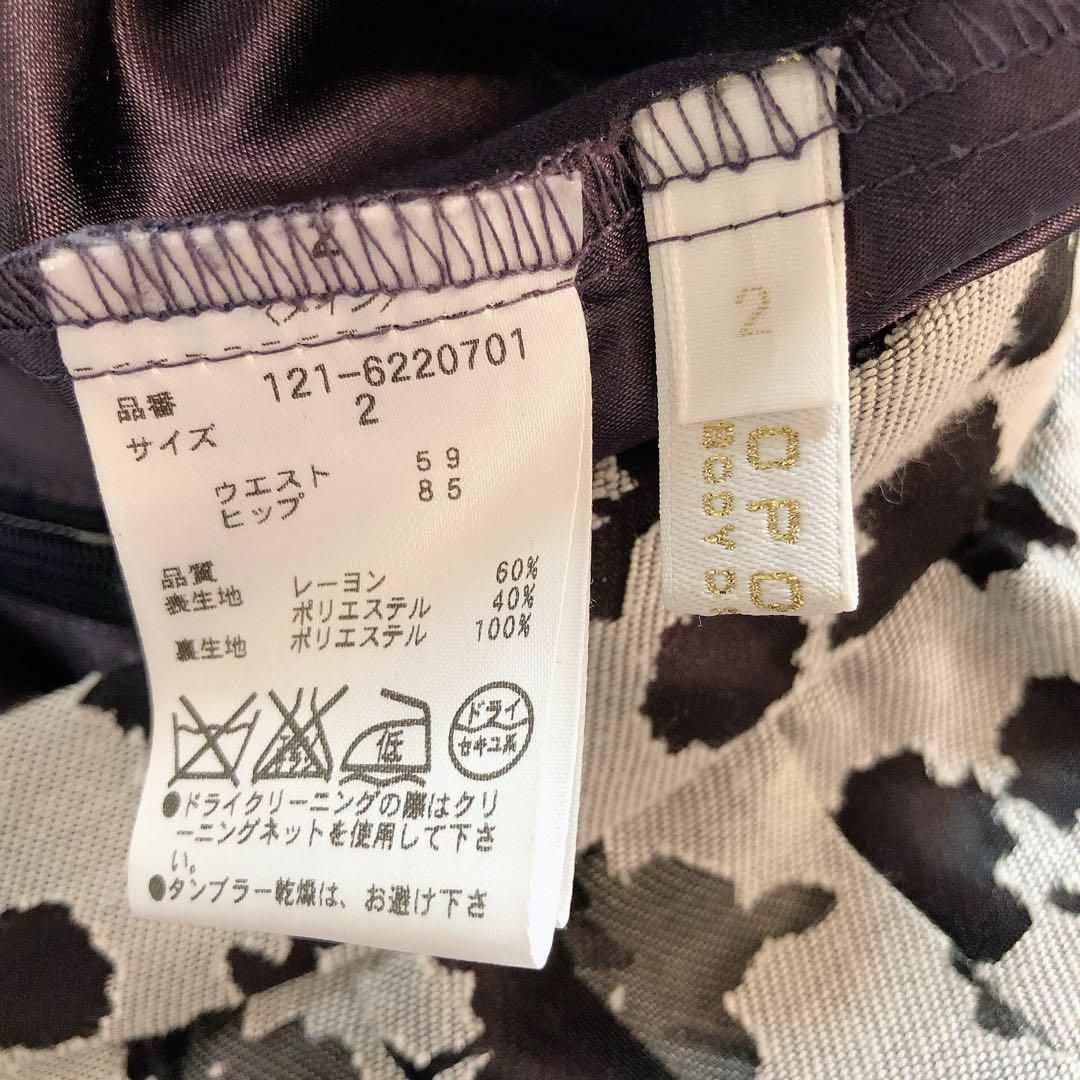 品番 121-6220701
サイズ 2
ウエスト 59
ヒップ 85
品質
表生地 レーヨン 60%
ポリエステル 40%
裏生地 ポリエステル 100%
低
ドライ
セキユ系
●ドライクリーニングの際はクリ
ーニングネットを使用して下さ
い。
●タンブラー乾燥は、お避け下さ
2
OPO
BODY